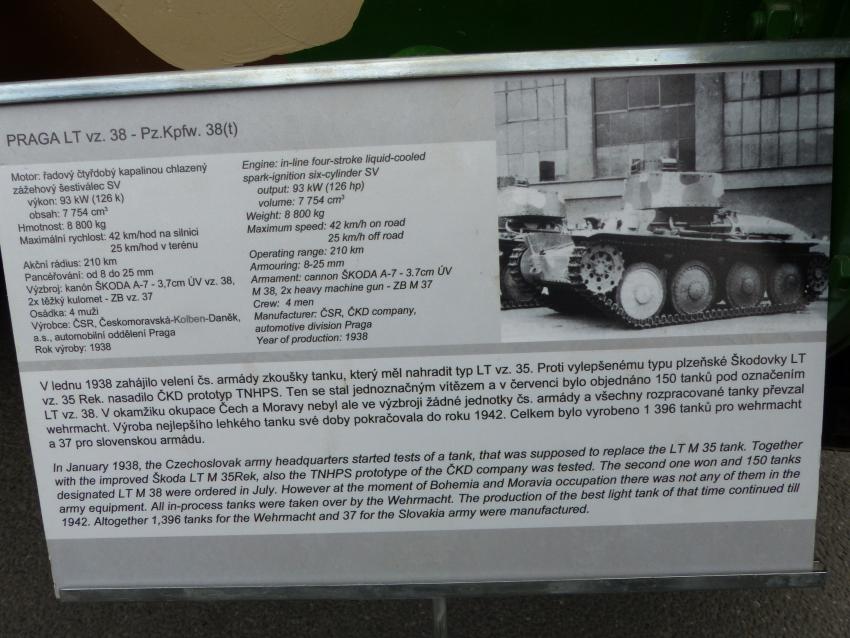 PRAGA LT vz. 38 - Pz.Kpfw. 38(t)
Motor: řadový čtyřdobý kapalinou chlazený
zážehový šestiválec SV
výkon: 93 kW (126 k)
obsah: 7 754 cm³
Hmotnost: 8 800 kg
Maximální rychlost: 42 km/hod na silnici
25 km/hod v terénu
Akční rádius: 210 km
Pancéřování: od 8 do 25 mm
Výzbroj: kanón ŠKODA A-7 - 3,7cm ÚV vz. 38,
2x těžký kulomet - ZB vz. 37
Osádka: 4 muži
Výrobce: ČSR, Českomoravská-Kolben-Daněk,
a.s., automobilní oddělení Praga
Rok výroby: 1938
Engine: in-line four-stroke liquid-cooled
spark-ignition six-cylinder SV
output: 93 kW (126 hp)
volume: 7 754 cm³
Weight: 8 800 kg
Maximum speed: 42 km/h on road
25 km/h off road
Operating range: 210 km
Armouring: 8-25 mm
Armament: cannon ŠKODA A-7 - 3.7cm ÚV
M 38, 2x heavy machine gun - ZB M 37
Crew: 4 men
Manufacturer: ČSR, ČKD company,
automotive division Praga
Year of production: 1938
V lednu 1938 zahájilo velení čs. armády zkoušky tanku, který měl nahradit typ LT vz. 35. Proti vylepšenému typu plzeňské Škodovky LT
vz. 35 Rek. nasadilo ČKD prototyp TNHPS. Ten se stal jednoznačným vítězem a v červenci bylo objednáno 150 tanků pod označením
LT vz. 38. V okamžiku okupace Čech a Moravy nebyl ale ve výzbroji žádné jednotky čs. armády a všechny rozpracované tanky převzal
wehrmacht. Výroba nejlepšího lehkého tanku své doby pokračovala do roku 1942. Celkem bylo vyrobeno 1 396 tanků pro wehrmacht
a 37 pro slovenskou armádu.
In January 1938, the Czechoslovak army headquarters started tests of a tank, that was supposed to replace the LT M 35 tank. Together
with the improved Škoda LT M 35Rek, also the TNHPS prototype of the ČKD company was tested. The second one won and 150 tanks
designated LT M 38 were ordered in July. However at the moment of Bohemia and Moravia occupation there was not any of them in the
army equipment. All in-process tanks were taken over by the Wehrmacht. The production of the best light tank of that time continued till
1942. Altogether 1,396 tanks for the Wehrmacht and 37 for the Slovakia army were manufactured.